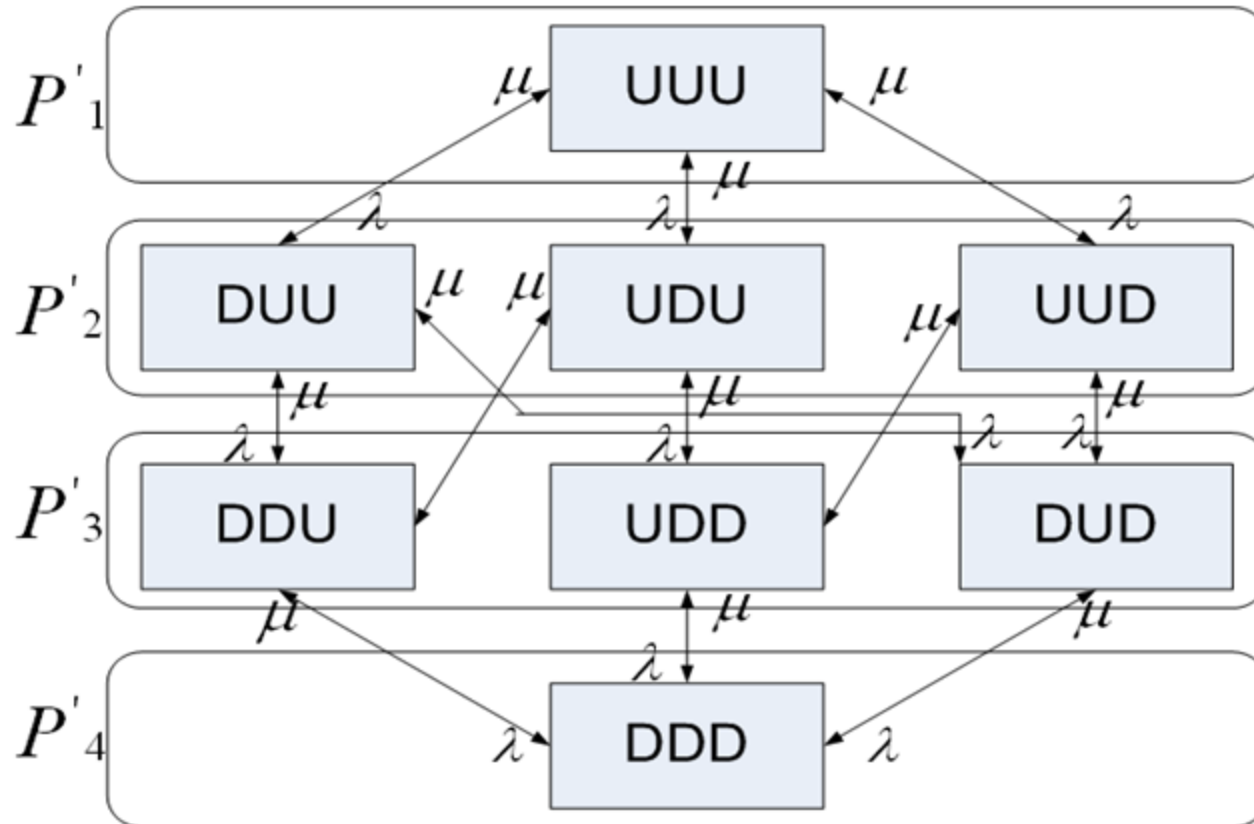 P'1
μ UUU μ
μ
λ λ λ
P'2
DUU μ μ UDU μ UUD
μ μ μ
λ λ λ λ
P'3
DDU UDD DUD
μ μ μ
λ
P'4
λ DDD λ